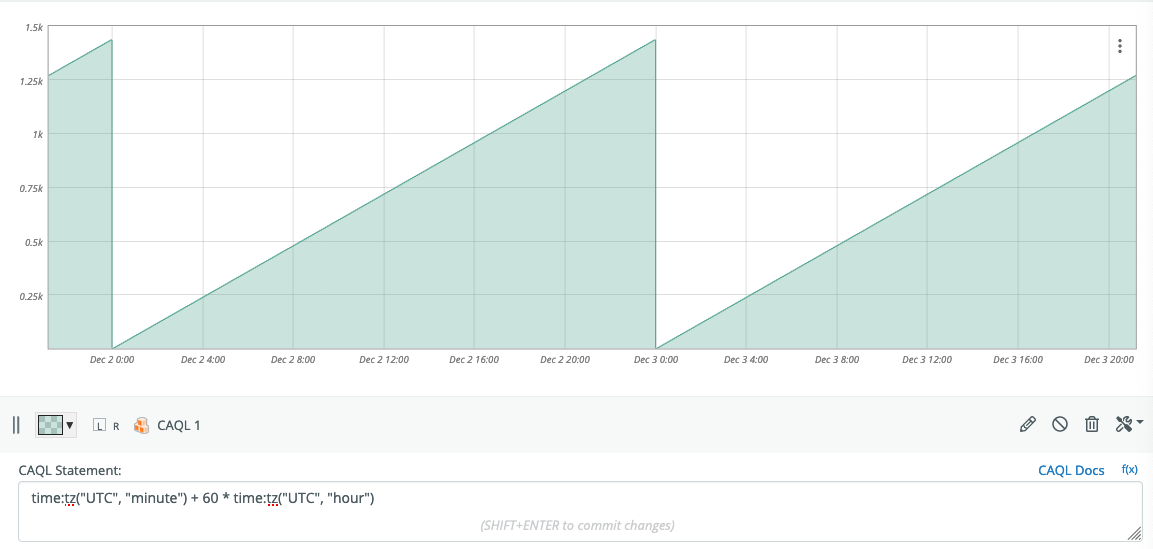 1.5k
1.25k
1k
0.75k
0.5k
0.25k
Dec 2 0:00 Dec 2 4:00 Dec 2 8:00 Dec 2 12:00 Dec 2 16:00 Dec 2 20:00 Dec 3 0:00 Dec 3 4:00 Dec 3 8:00 Dec 3 12:00 Dec 3 16:00 Dec 3 20:00
L R CAQL 1
CAQL Statement: CAQL Docs f(x)
time:tz("UTC", "minute") + 60 * time:tz("UTC", "hour")
(SHIFT+ENTER to commit changes)